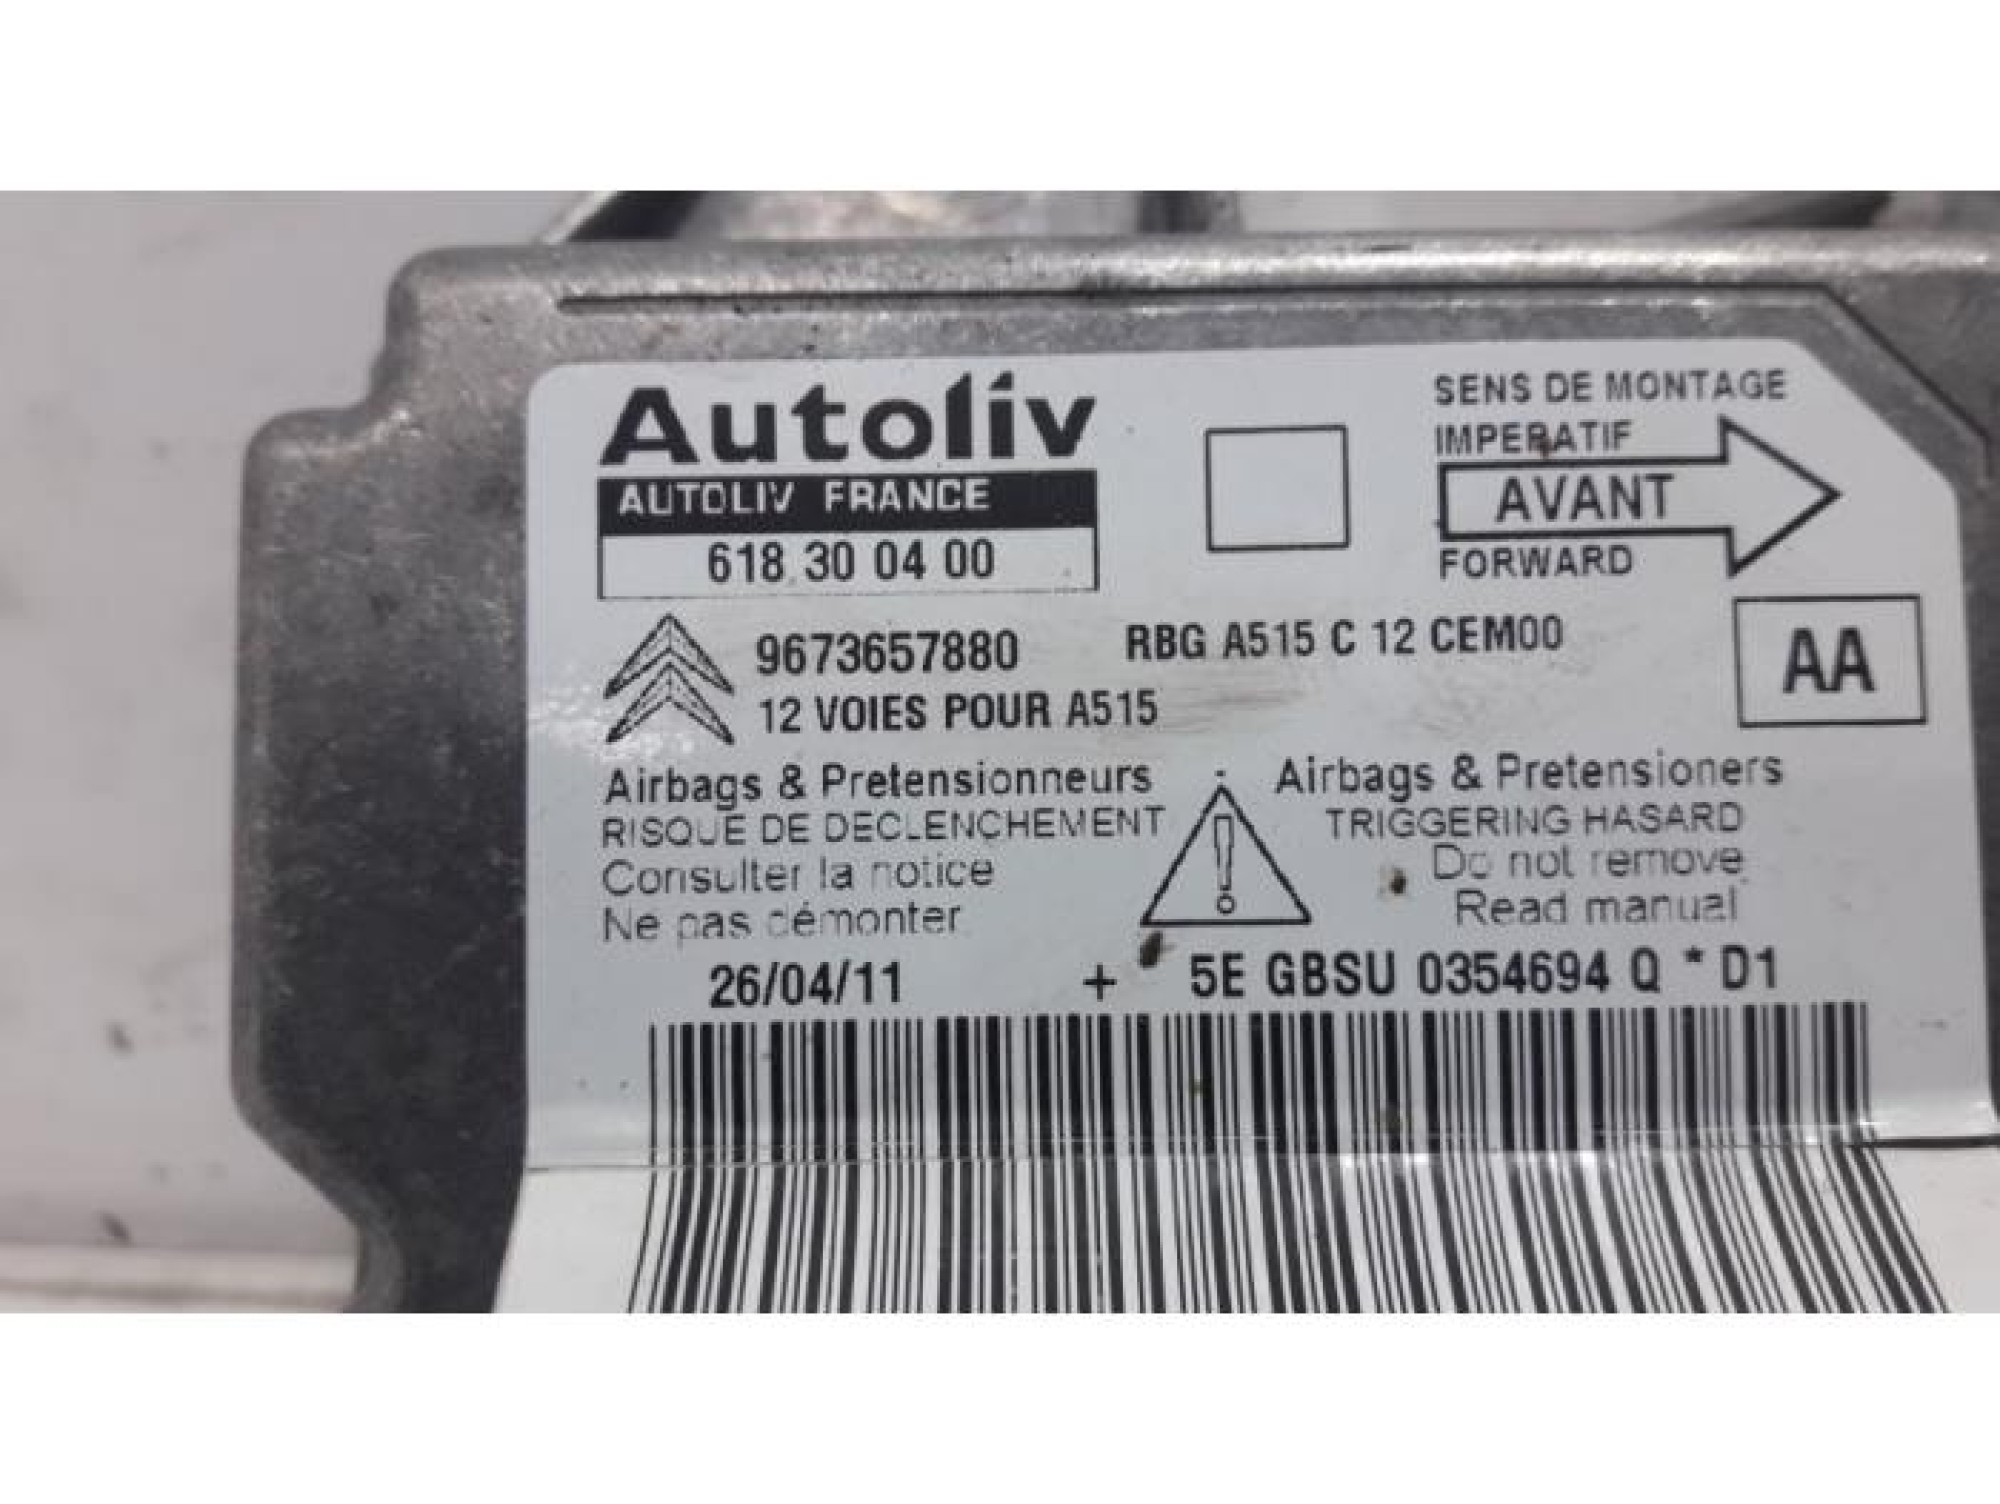 Autoliv
AUTOLIV FRANCE
618 30 04 00
SENS DE MONTAGE
IMPERATIF
AVANT
FORWARD
9673657880 RBG A515 C 12 CEM00
12 VOIES POUR A515
AA
Airbags & Pretensionneurs
RISQUE DE DECLENCHEMENT
Consulter la notice
Ne pas démonter
Airbags & Pretensioners
TRIGGERING HASARD
Do not remove
Read manual
26/04/11 + 5E GBSU 0354694 Q * D1